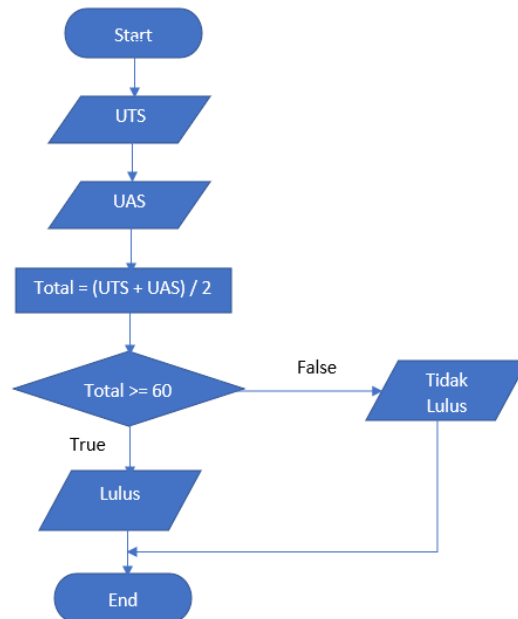 Start
UTS
UAS
Total = (UTS + UAS) / 2
Total >= 60
False
Tidak
Lulus
True
Lulus
End